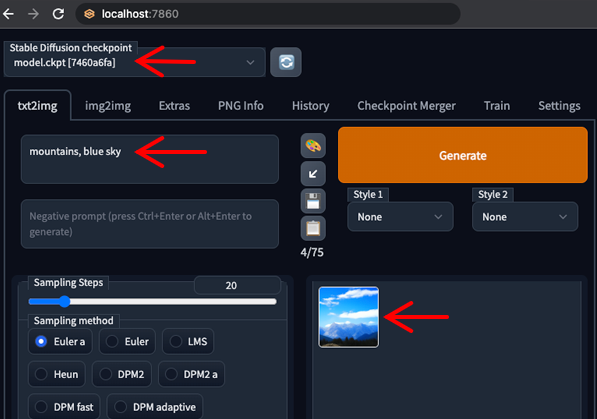 localhost:7860
Stable Diffusion checkpoint
model.ckpt [7460a6fa]
txt2img img2img Extras PNG Info History Checkpoint Merger Train Settings
mountains, blue sky
Generate
Negative prompt (press Ctrl+Enter or Alt+Enter to
generate)
4/75
Style 1 Style 2
None None
Sampling Steps 20
Sampling method
Euler a Euler LMS
Heun DPM2 DPM2 a
DPM fast DPM adaptive